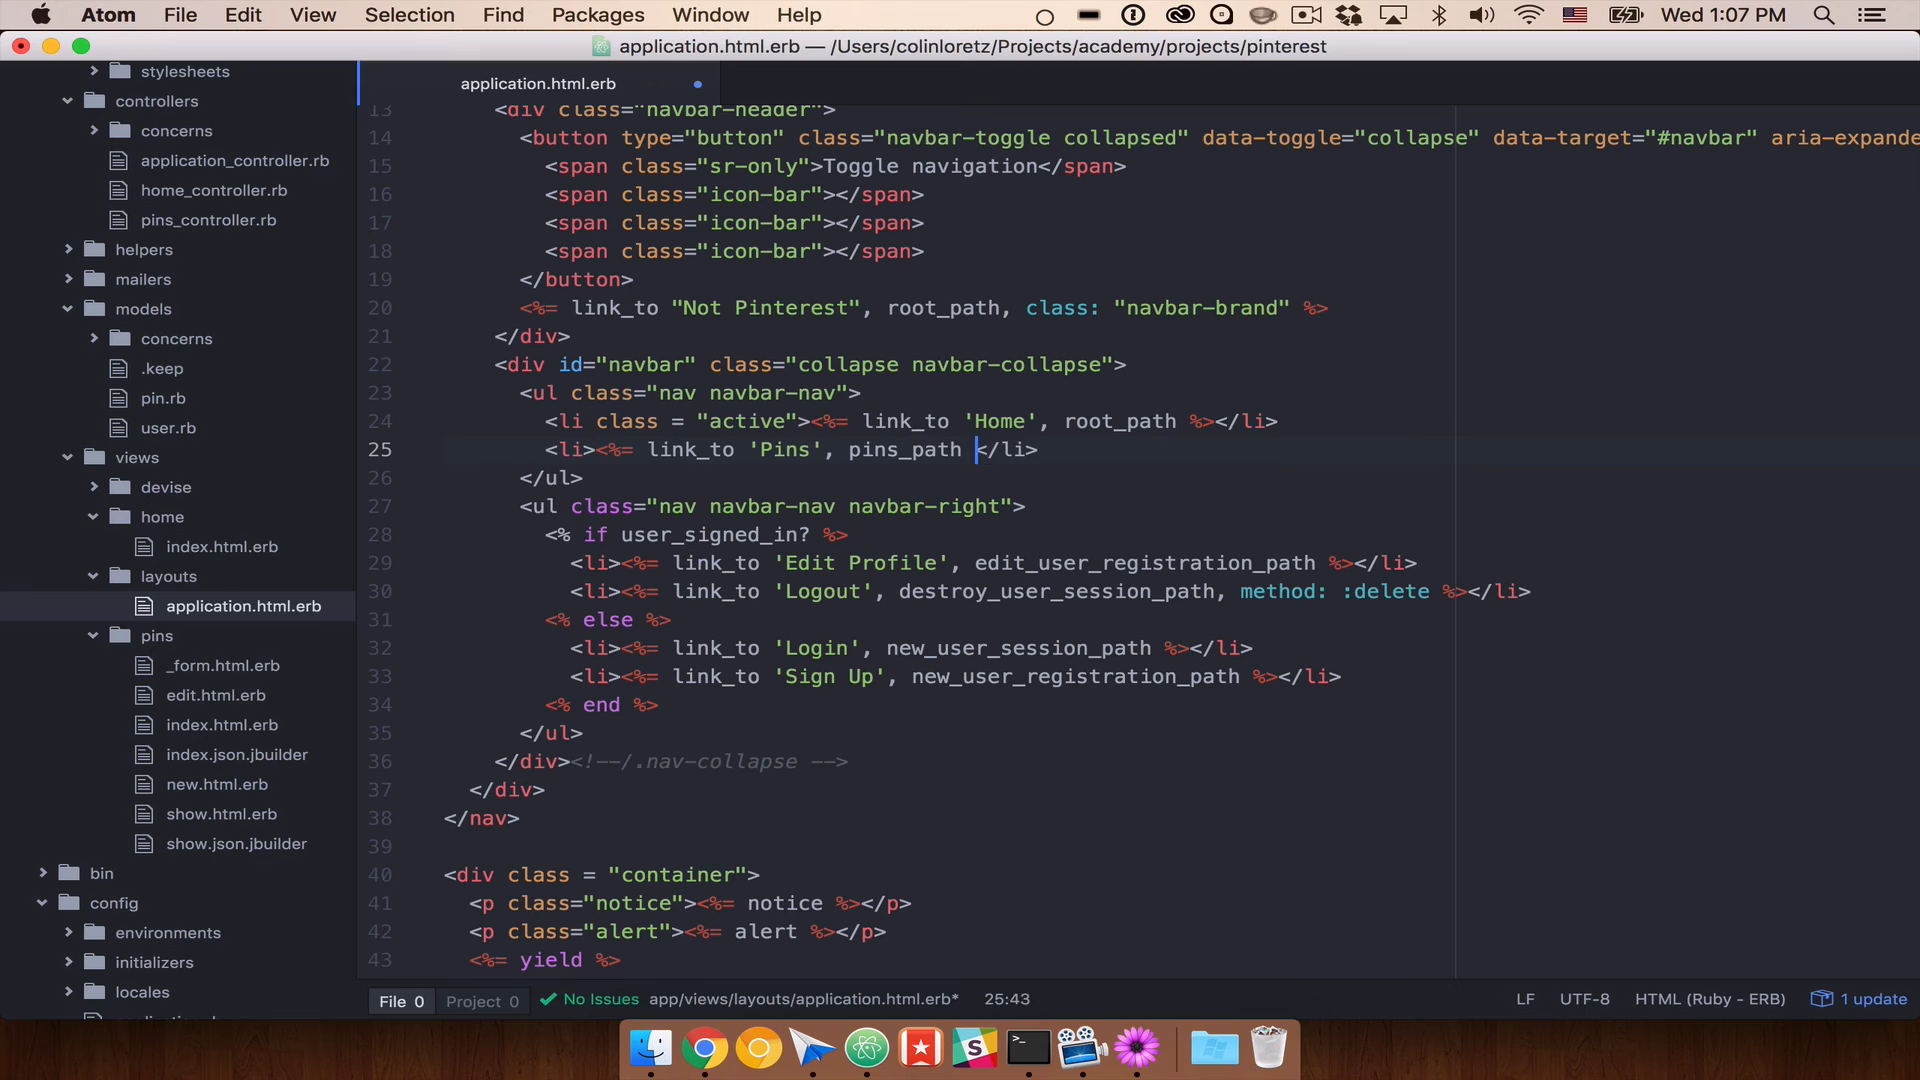 Atom File Edit View Selection Find Packages Window Help Wed 1:07 PM
application.html.erb — /Users/colinloretz/Projects/academy/projects/pinterest
stylesheets
controllers
concerns
application_controller.rb
home_controller.rb
pins_controller.rb
helpers
mailers
models
concerns
.keep
pin.rb
user.rb
views
devise
home
index.html.erb
layouts
application.html.erb
pins
_form.html.erb
edit.html.erb
index.html.erb
index.json.jbuilder
new.html.erb
show.html.erb
show.json.jbuilder
bin
config
environments
initializers
locales
application.html.erb
13 <div class="navbar-header">
14 <button type="button" class="navbar-toggle collapsed" data-toggle="collapse" data-target="#navbar" aria-expande
15 <span class="sr-only">Toggle navigation</span>
16 <span class="icon-bar"></span>
17 <span class="icon-bar"></span>
18 <span class="icon-bar"></span>
19 </button>
20 <%= link_to "Not Pinterest", root_path, class: "navbar-brand" %>
21 </div>
22 <div id="navbar" class="collapse navbar-collapse">
23 <ul class="nav navbar-nav">
24 <li class = "active"><%= link_to 'Home', root_path %></li>
25 <li><%= link_to 'Pins', pins_path </li>
26 </ul>
27 <ul class="nav navbar-nav navbar-right">
28 <% if user_signed_in? %>
29 <li><%= link_to 'Edit Profile', edit_user_registration_path %></li>
30 <li><%= link_to 'Logout', destroy_user_session_path, method: :delete %></li>
31 <% else %>
32 <li><%= link_to 'Login', new_user_session_path %></li>
33 <li><%= link_to 'Sign Up', new_user_registration_path %></li>
34 <% end %>
35 </ul>
36 </div><!--/.nav-collapse -->
37 </div>
38 </nav>
39
40 <div class = "container">
41 <p class="notice"><%= notice %></p>
42 <p class="alert"><%= alert %></p>
43 <%= yield %>
File 0 Project 0 No Issues app/views/layouts/application.html.erb* 25:43 LF UTF-8 HTML (Ruby - ERB) 1 update